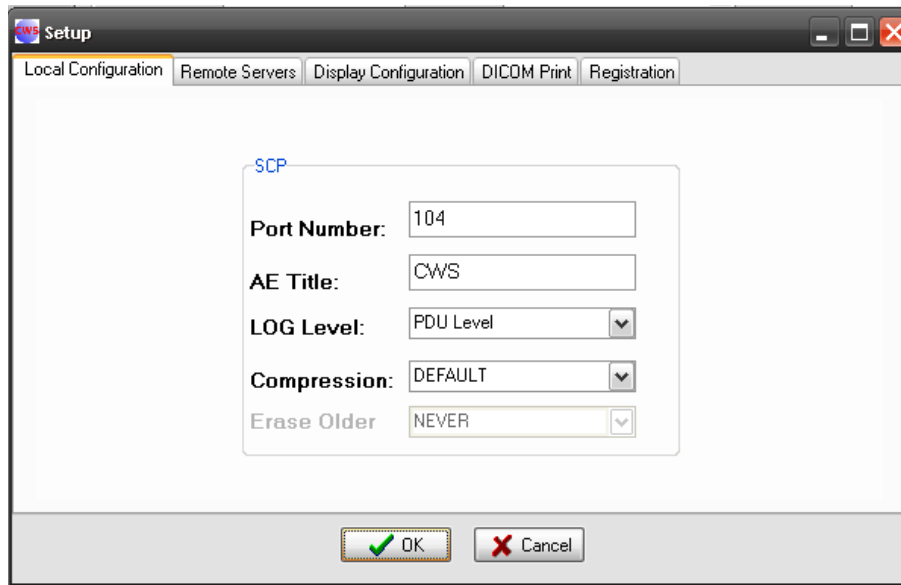 CWS Setup
Local Configuration Remote Servers Display Configuration DICOM Print Registration
SCP
Port Number: 104
AE Title: CWS
LOG Level: PDU Level
Compression: DEFAULT
Erase Older NEVER
OK Cancel